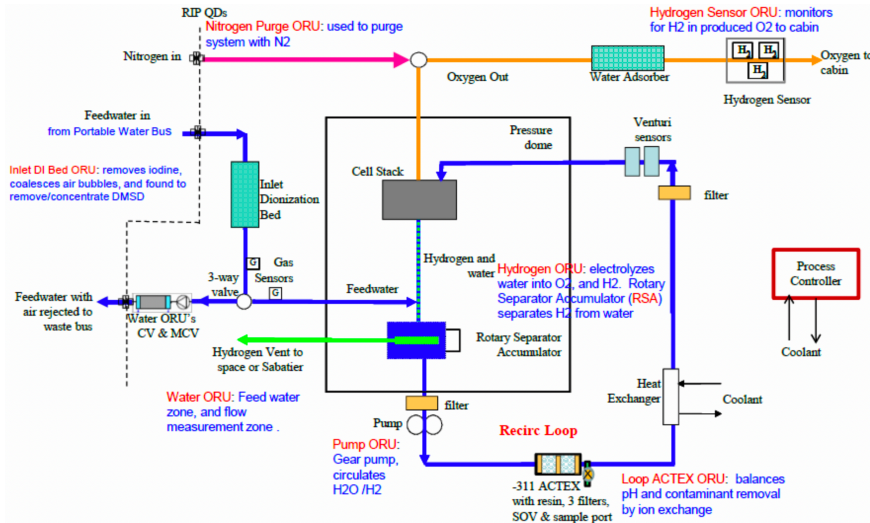 RIP QDs
Nitrogen Purge ORU: used to purge
system with N2
Hydrogen Sensor ORU: monitors
for H2 in produced O2 to cabin
Nitrogen in
H2 H2
H2
Oxygen to
cabin
Oxygen Out
Water Adsorber
Hydrogen Sensor
Feedwater in
from Portable Water Bus
Pressure
dome
Venturi
sensors
Inlet DI Bed ORU: removes iodine,
coalesces air bubbles, and found to
remove/concentrate DMSD
Inlet
Dionization
Bed
Cell Stack
filter
G
Gas
Sensors
G
3-way
valve
Feedwater
Hydrogen and
water
Hydrogen ORU: electrolyzes
water into O2, and H2. Rotary
Separator Accumulator (RSA)
separates H2 from water
Process
Controller
Feedwater with
air rejected to
waste bus
Water ORU's
CV & MCV
Hydrogen Vent to
space or Sabatier
Rotary Separator
Accumulator
Coolant
Water ORU: Feed water
zone, and flow
measurement zone .
filter
Pump
Heat
Exchanger
Coolant
Recirc Loop
Pump ORU:
Gear pump,
circulates
H2O /H2
-311 ACTEX
with resin, 3 filters,
SOV & sample port
Loop ACTEX ORU: balances
pH and contaminant removal
by ion exchange